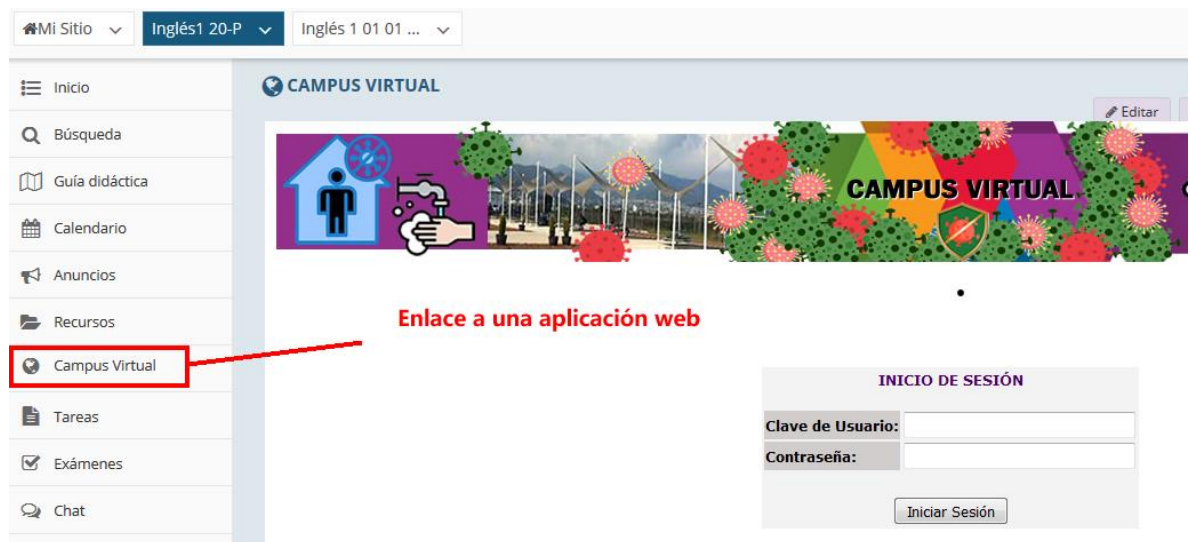 Mi Sitio
Inglés1 20-P
Inglés 1 01 01 ...
Inicio
Búsqueda
Guía didáctica
Calendario
Anuncios
Recursos
Campus Virtual
Tareas
Exámenes
Chat
CAMPUS VIRTUAL
Editar
CAMPUS VIRTUAL
Enlace a una aplicación web
INICIO DE SESIÓN
Clave de Usuario:
Contraseña:
Iniciar Sesión